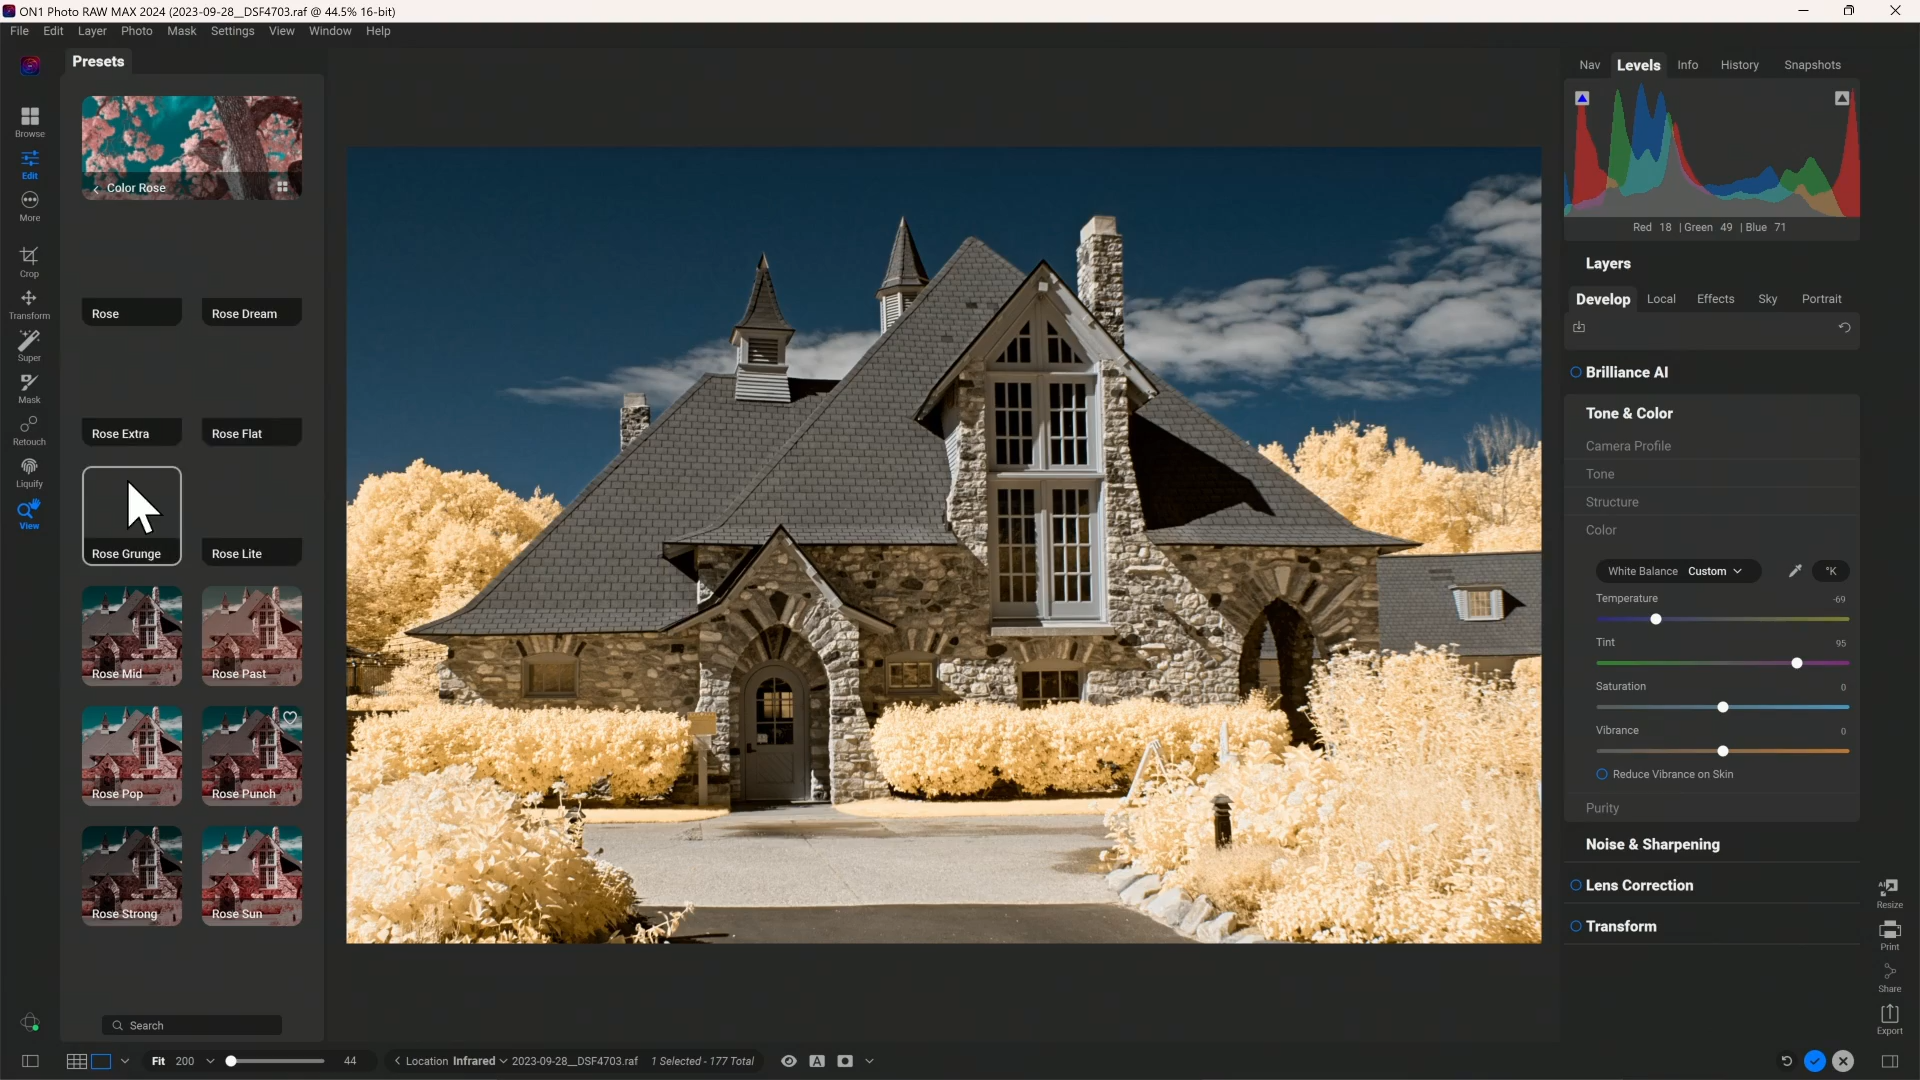 ON1 Photo RAW MAX 2024 (2023-09-28__DSF4703.raf @ 44.5% 16-bit)
File Edit Layer Photo Mask Settings View Window Help
Presets
Browse
Edit
More
Crop
Transform
Super
Mask
Retouch
Liquify
View
Color Rose
Rose
Rose Dream
Rose Extra
Rose Flat
Rose Grunge
Rose Lite
Rose Mid
Rose Past
Rose Pop
Rose Punch
Rose Strong
Rose Sun
Search
Nav Levels Info History Snapshots
Red 18 | Green 49 | Blue 71
Layers
Develop Local Effects Sky Portrait
Brilliance AI
Tone & Color
Camera Profile
Tone
Structure
Color
White Balance Custom °K
Temperature -69
Tint 95
Saturation 0
Vibrance 0
Reduce Vibrance on Skin
Purity
Noise & Sharpening
Lens Correction
Transform
AI
Resize
Print
Share
Export
Fit 200 44 Location Infrared 2023-09-28__DSF4703.raf 1 Selected - 177 Total A